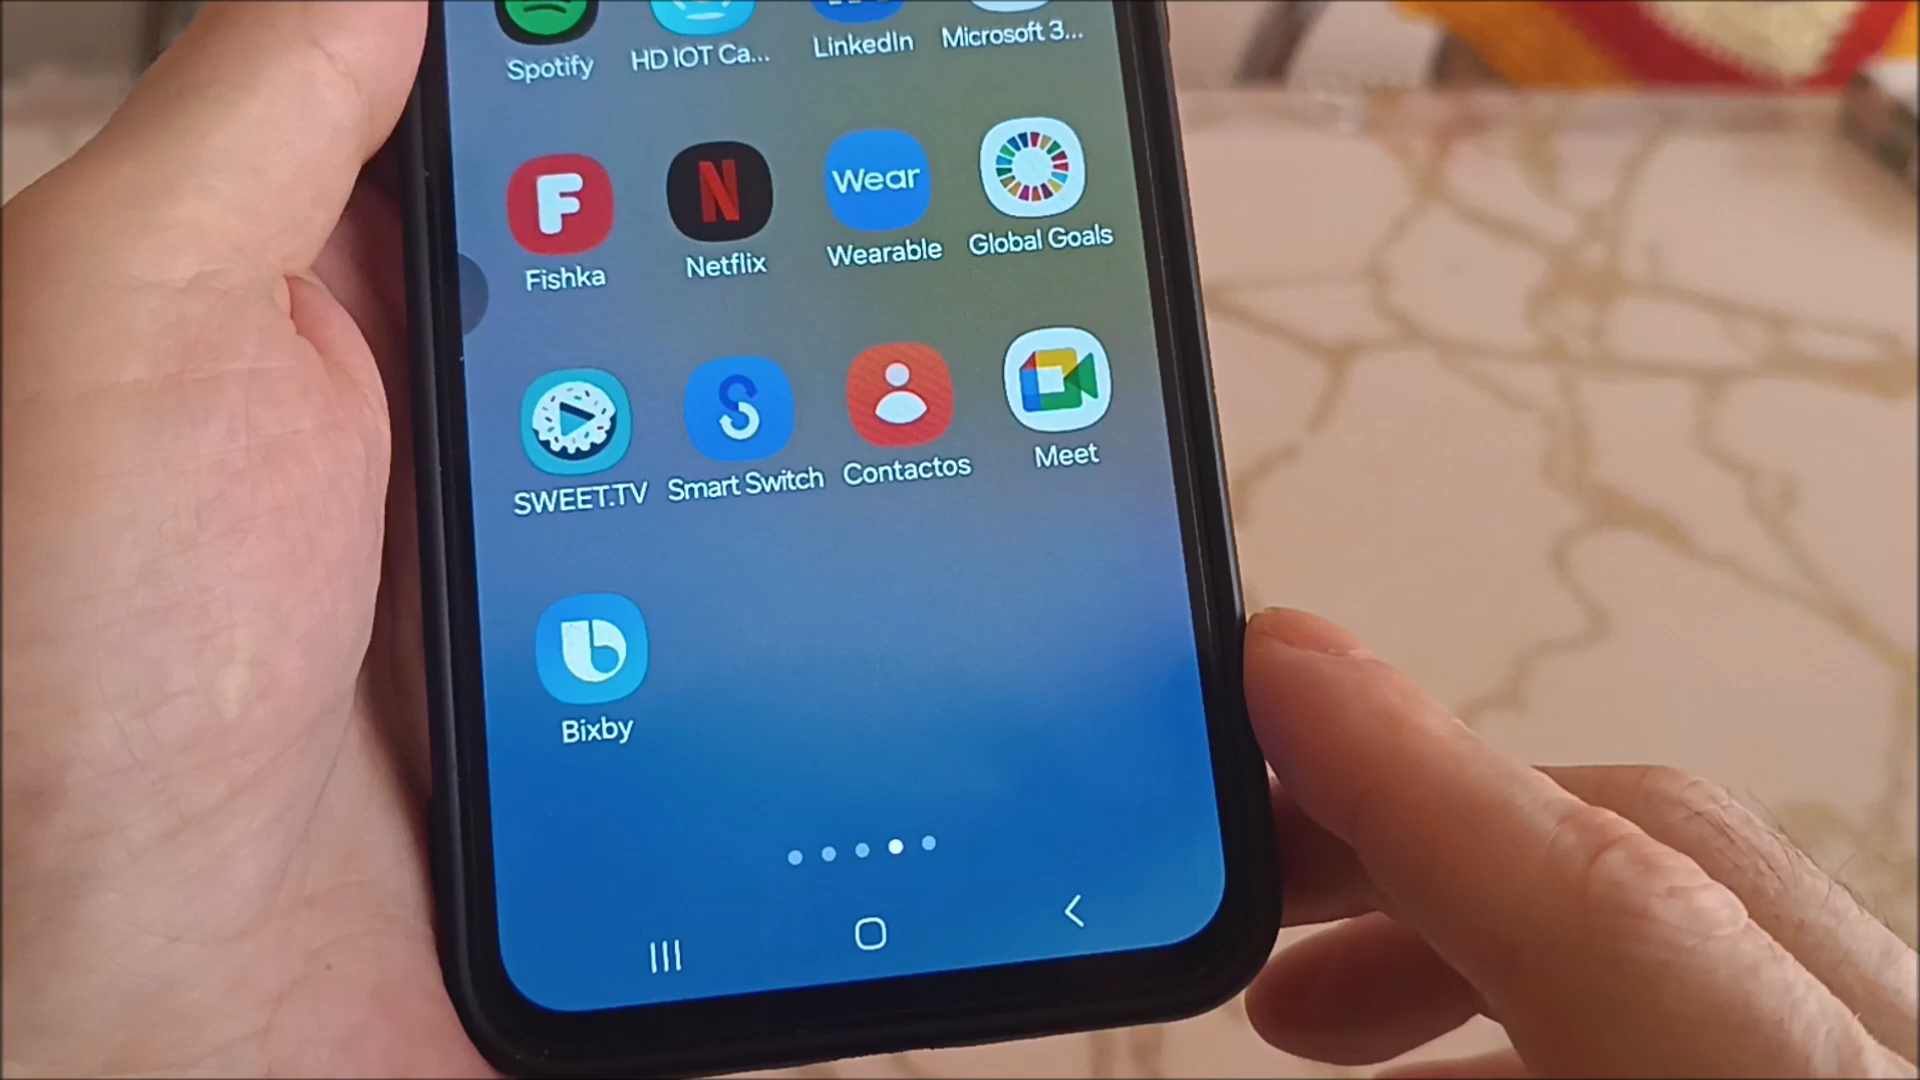 Spotify
HD IOT Ca...
LinkedIn
Microsoft 3...
F
N
Wear
Fishka
Netflix
Wearable
Global Goals
S
SWEET.TV
Smart Switch
Contactos
Meet
b
Bixby